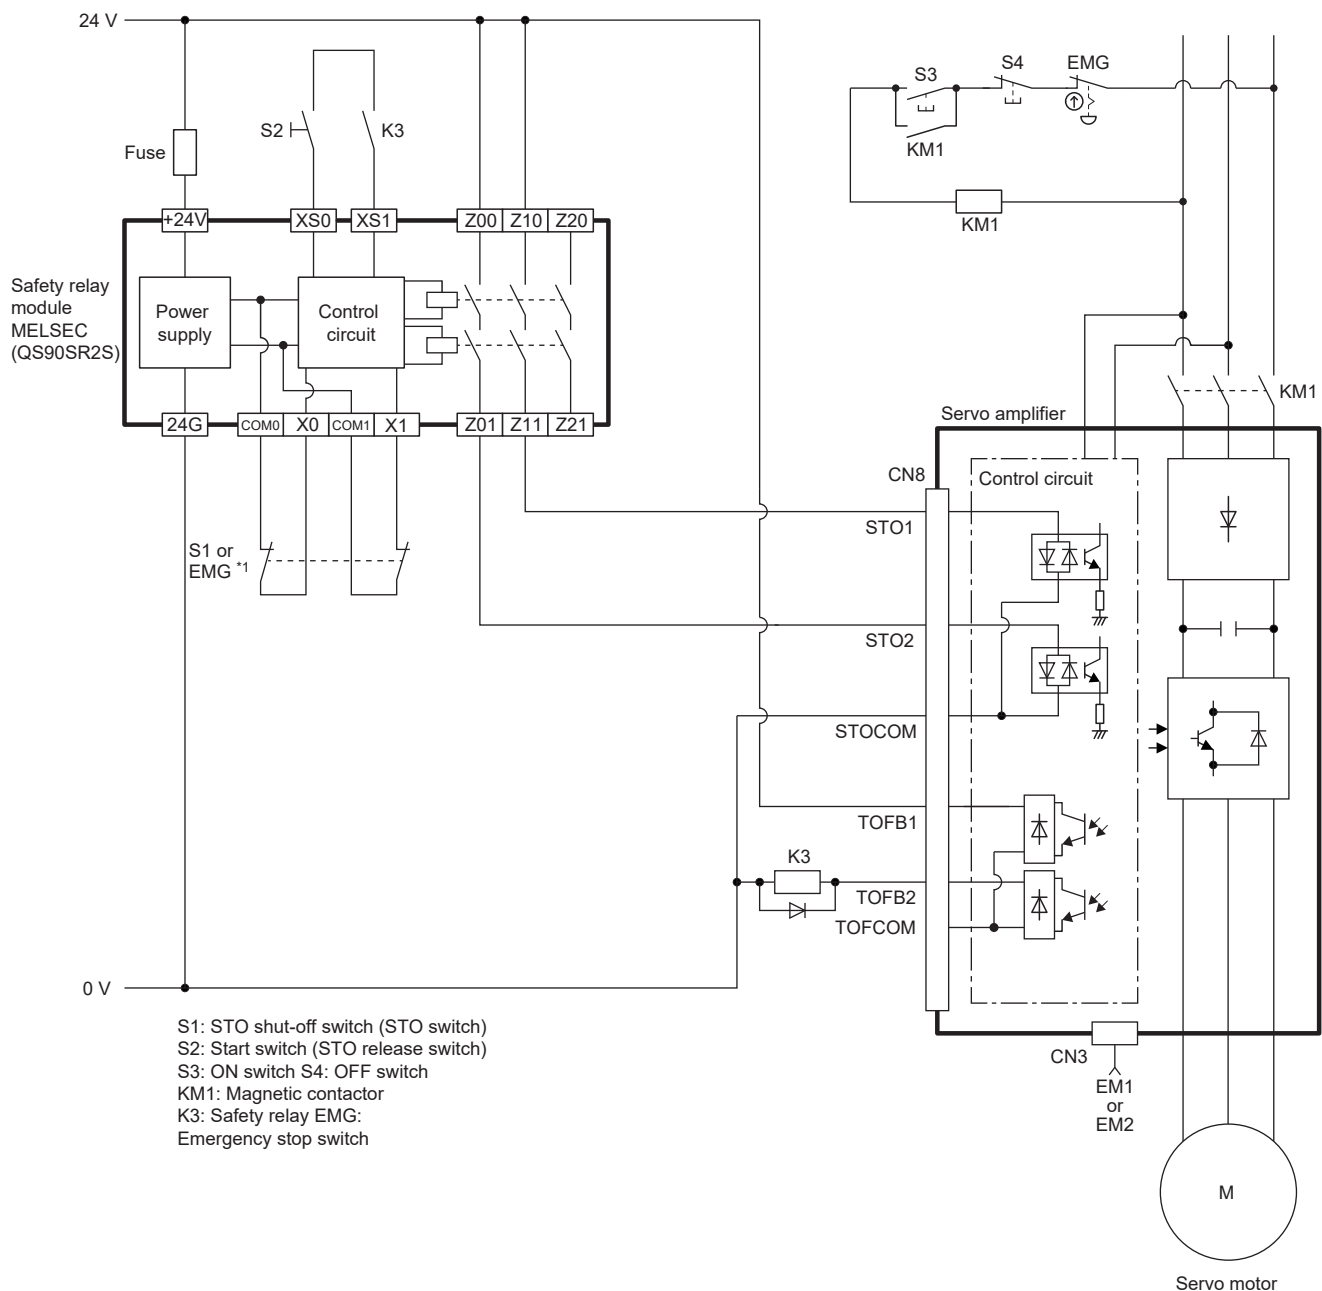 24 V
S3
S4
EMG
S2
K3
Fuse
KM1
KM1
+24V
XS0
XS1
Z00
Z10
Z20
Safety relay
module
MELSEC
(QS90SR2S)
Power
supply
Control
circuit
24G
COM0
X0
COM1
X1
Z01
Z11
Z21
KM1
Servo amplifier
CN8
Control circuit
STO1
S1 or
EMG *1
STO2
STOCOM
TOFB1
K3
TOFB2
TOFCOM
0 V
S1: STO shut-off switch (STO switch)
S2: Start switch (STO release switch)
S3: ON switch S4: OFF switch
KM1: Magnetic contactor
K3: Safety relay EMG:
Emergency stop switch
CN3
EM1
or
EM2
M
Servo motor